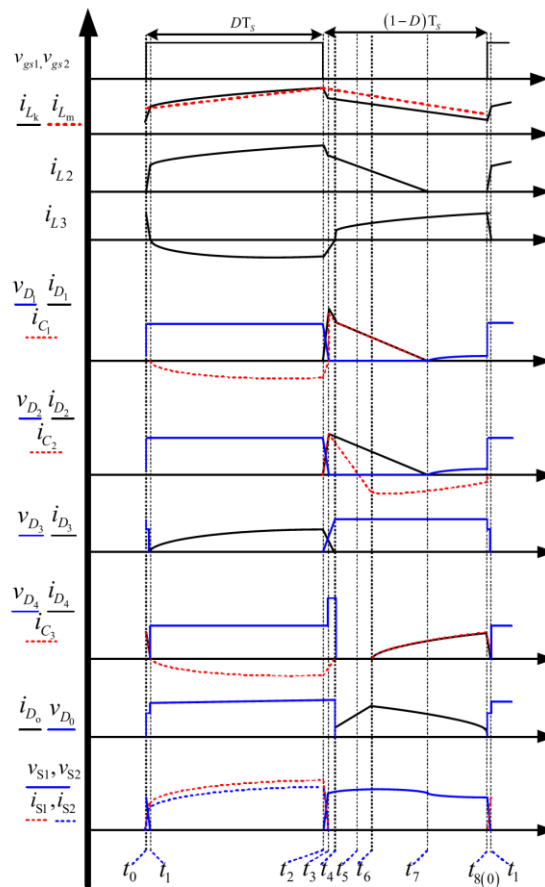 DT_s (1-D)T_s
v_gs1, v_gs2
i_Lk i_Lm
i_L2
i_L3
v_D1 i_D1
i_C1
v_D2 i_D2
i_C2
v_D3 i_D3
v_D4 i_D4
i_C3
i_Do v_D0
v_S1, v_S2
i_S1, i_S2
t_0 t_1 t_2 t_3 t_4 t_5 t_6 t_7 t_8(0) t_1